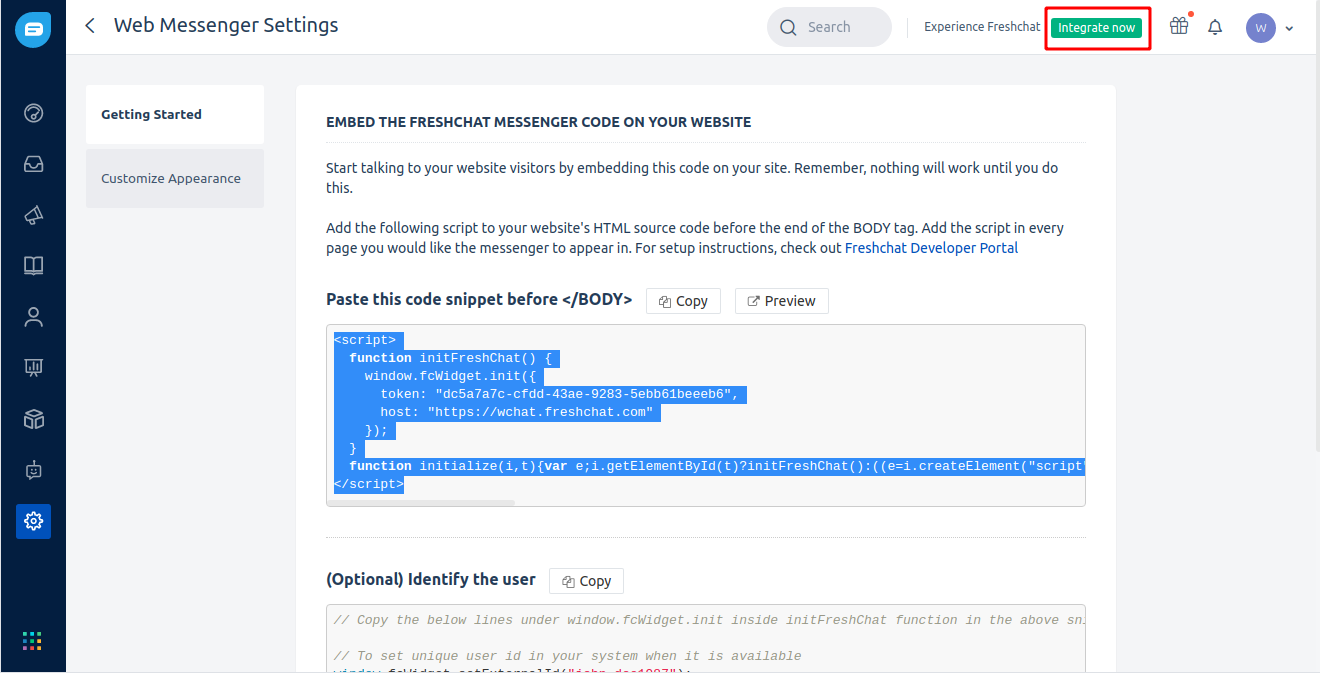 Web Messenger Settings
Search
Experience Freshchat
Integrate now
W
Getting Started
Customize Appearance
EMBED THE FRESHCHAT MESSENGER CODE ON YOUR WEBSITE
Start talking to your website visitors by embedding this code on your site. Remember, nothing will work until you do
this.
Add the following script to your website's HTML source code before the end of the BODY tag. Add the script in every
page you would like the messenger to appear in. For setup instructions, check out Freshchat Developer Portal
Paste this code snippet before </BODY>
Copy
Preview
<script>
function initFreshChat() {
window.fcWidget.init({
token: "dc5a7a7c-cfdd-43ae-9283-5ebb61beeeb6",
host: "https://wchat.freshchat.com"
});
}
function initialize(i,t){var e;i.getElementById(t)?initFreshChat():((e=i.createElement("script"
</script>
(Optional) Identify the user
Copy
// Copy the below lines under window.fcWidget.init inside initFreshChat function in the above sni
// To set unique user id in your system when it is available
window.fcWidget.setExternalId("john.doe1987");